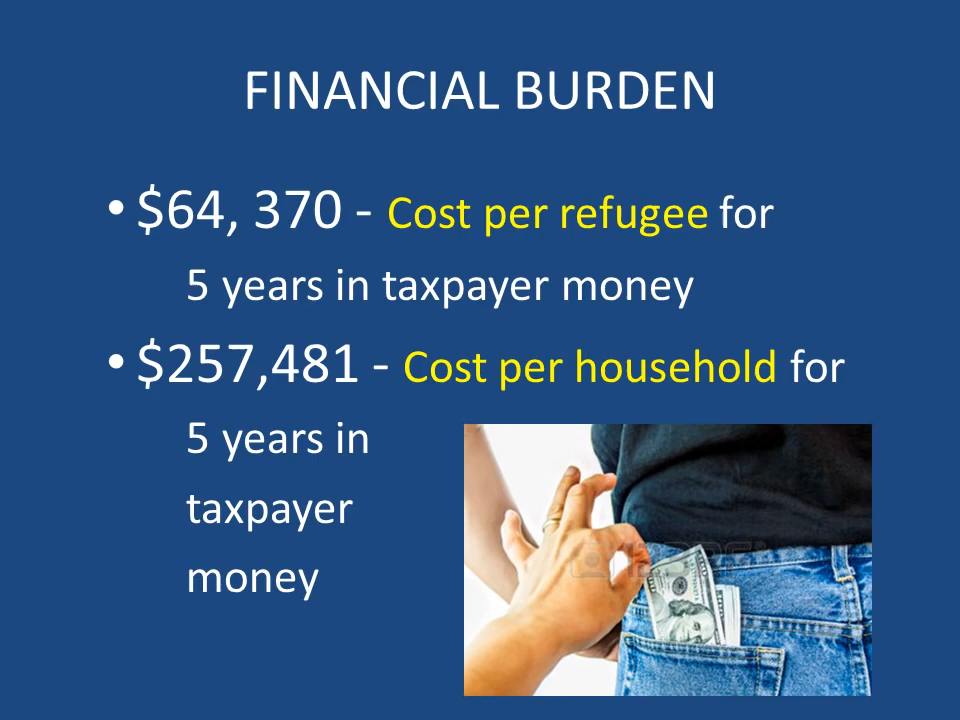 FINANCIAL BURDEN
• $64, 370 - Cost per refugee for
5 years in taxpayer money
• $257,481 - Cost per household for
5 years in
taxpayer
money